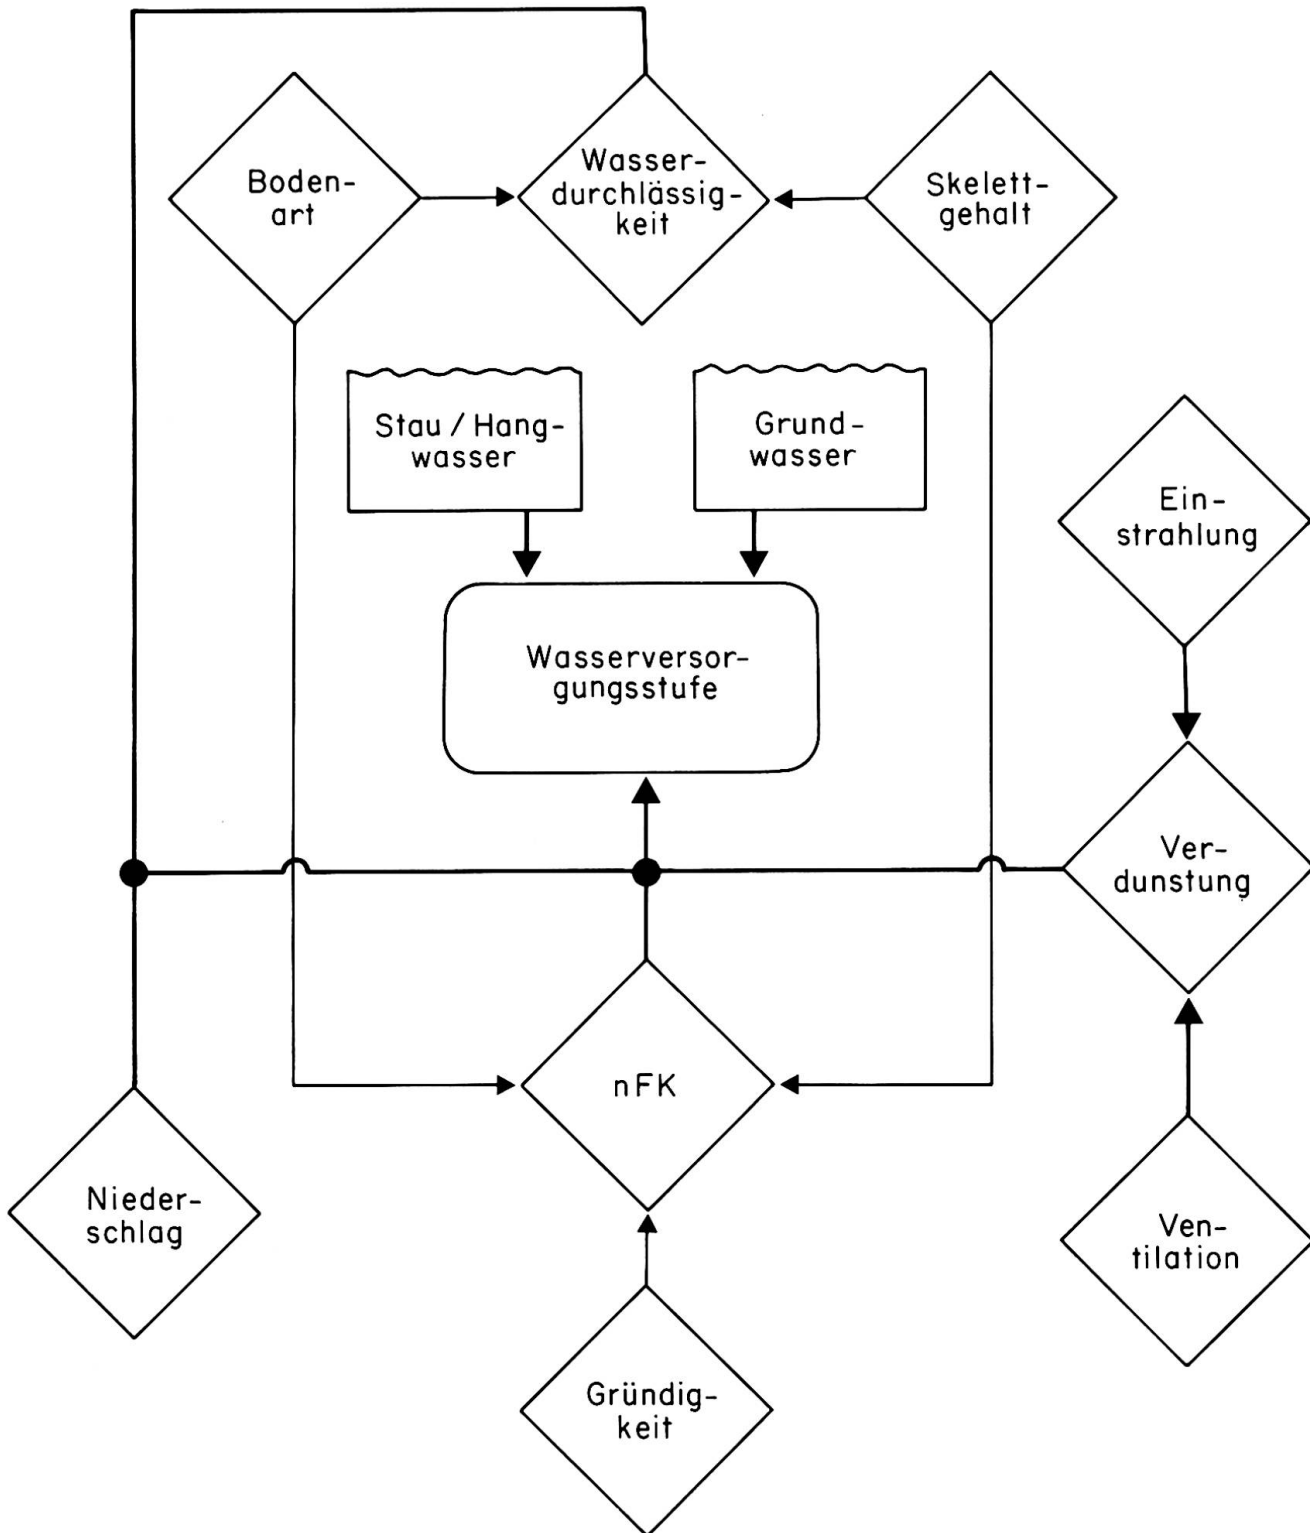 Boden-
art
Wasser-
durchlässig-
keit
Skelett-
gehalt
Stau / Hang-
wasser
Grund-
wasser
Ein-
strahlung
Wasserversor-
gungsstufe
Ver-
dunstung
nFK
Nieder-
schlag
Ven-
tilation
Gründig-
keit